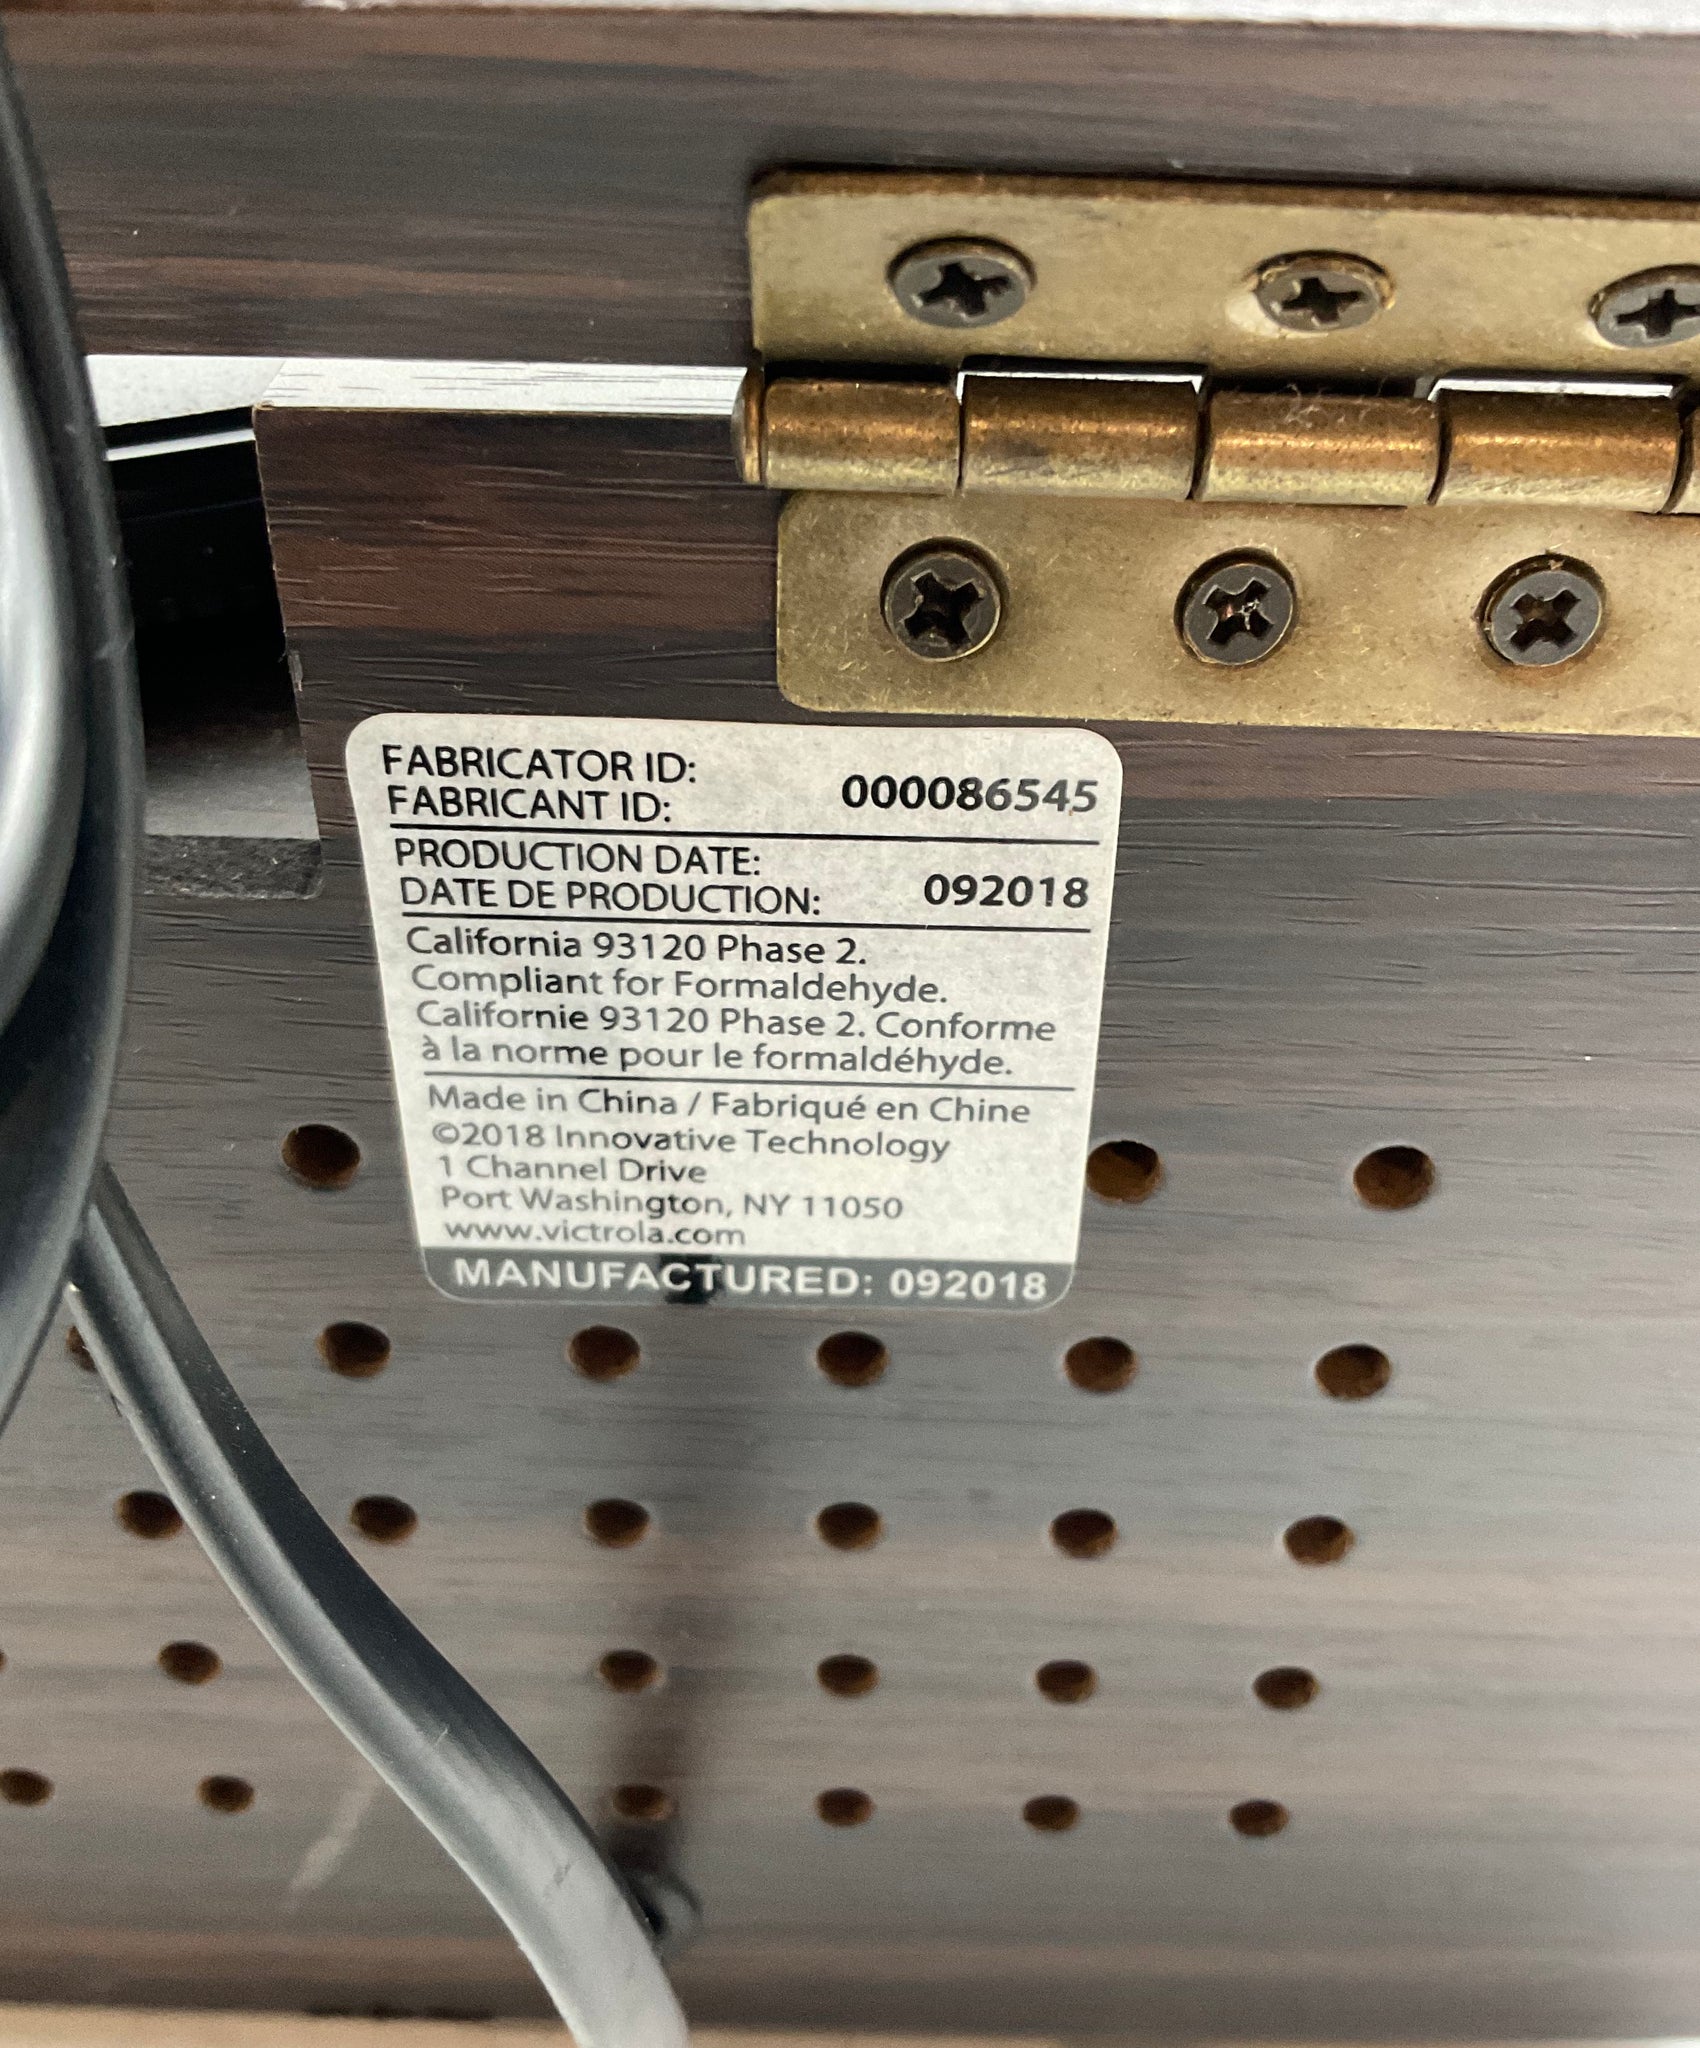 FABRICATOR ID:
FABRICANT ID:
000086545
PRODUCTION DATE:
DATE DE PRODUCTION:
092018
California 93120 Phase 2.
Compliant for Formaldehyde.
Californie 93120 Phase 2. Conforme
à la norme pour le formaldéhyde.
Made in China / Fabriqué en Chine
©2018 Innovative Technology
1 Channel Drive
Port Washington, NY 11050
www.victrola.com
MANUFACTURED: 092018